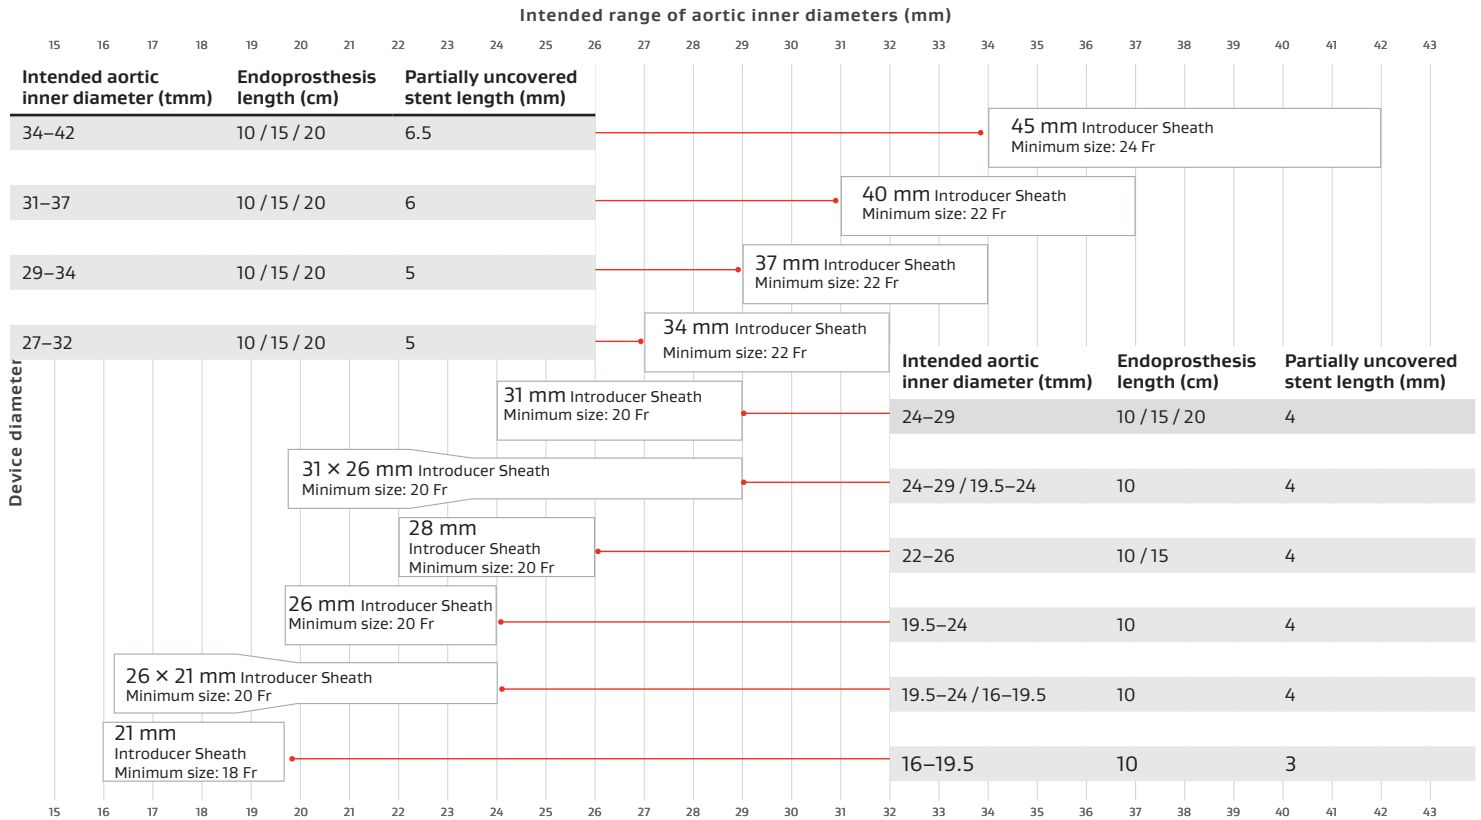 Intended range of aortic inner diameters (mm)
15 16 17 18 19 20 21 22 23 24 25 26 27 28 29 30 31 32 33 34 35 36 37 38 39 40 41 42 43
Intended aortic inner diameter (tmm) Endoprosthesis length (cm) Partially uncovered stent length (mm)
34–42 10 / 15 / 20 6.5
45 mm Introducer Sheath
Minimum size: 24 Fr
31–37 10 / 15 / 20 6
40 mm Introducer Sheath
Minimum size: 22 Fr
29–34 10 / 15 / 20 5
37 mm Introducer Sheath
Minimum size: 22 Fr
27–32 10 / 15 / 20 5
34 mm Introducer Sheath
Minimum size: 22 Fr
Device diameter
Intended aortic inner diameter (tmm) Endoprosthesis length (cm) Partially uncovered stent length (mm)
31 mm Introducer Sheath
Minimum size: 20 Fr
24–29 10 / 15 / 20 4
31 × 26 mm Introducer Sheath
Minimum size: 20 Fr
24–29 / 19.5–24 10 4
28 mm
Introducer Sheath
Minimum size: 20 Fr
22–26 10 / 15 4
26 mm Introducer Sheath
Minimum size: 20 Fr
19.5–24 10 4
26 × 21 mm Introducer Sheath
Minimum size: 20 Fr
19.5–24 / 16–19.5 10 4
21 mm
Introducer Sheath
Minimum size: 18 Fr
16–19.5 10 3
15 16 17 18 19 20 21 22 23 24 25 26 27 28 29 30 31 32 33 34 35 36 37 38 39 40 41 42 43